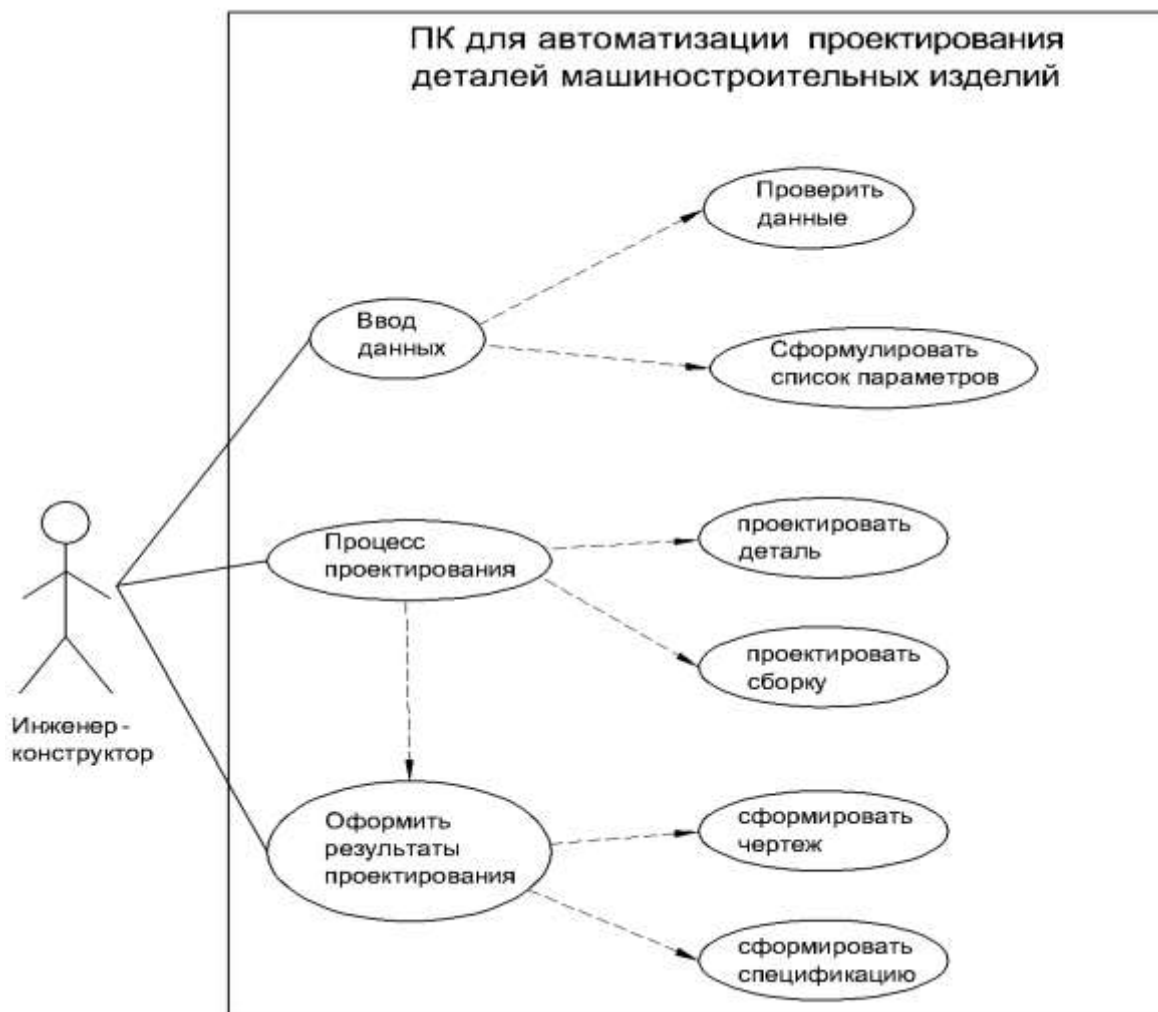 ПК для автоматизации проектирования
деталей машиностроительных изделий
Проверить
данные
Ввод
данных
Сформулировать
список параметров
Процесс
проектирования
проектировать
деталь
проектировать
сборку
Инженер-
конструктор
Оформить
результаты
проектирования
сформировать
чертеж
сформировать
спецификацию